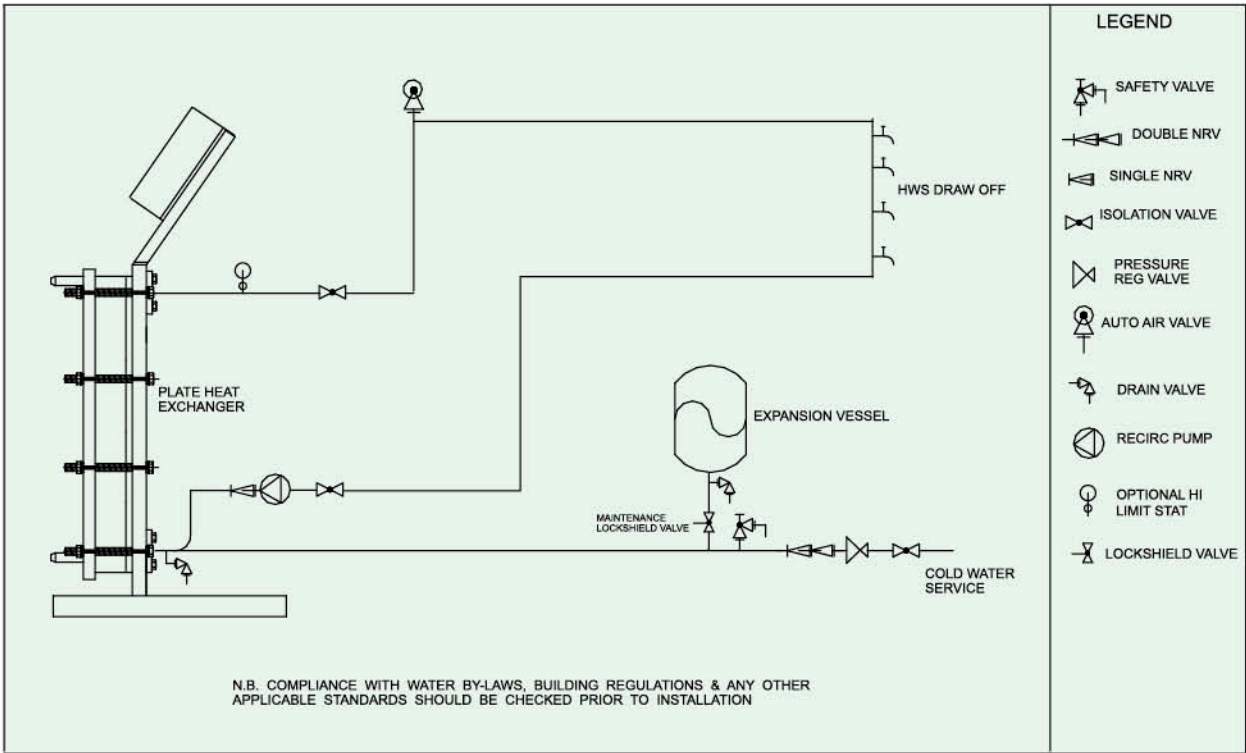 HWS DRAW OFF
PLATE HEAT
EXCHANGER
EXPANSION VESSEL
MAINTENANCE
LOCKSHIELD VALVE
COLD WATER
SERVICE
N.B. COMPLIANCE WITH WATER BY-LAWS, BUILDING REGULATIONS & ANY OTHER
APPLICABLE STANDARDS SHOULD BE CHECKED PRIOR TO INSTALLATION
LEGEND
SAFETY VALVE
DOUBLE NRV
SINGLE NRV
ISOLATION VALVE
PRESSURE
REG VALVE
AUTO AIR VALVE
DRAIN VALVE
RECIRC PUMP
OPTIONAL HI
LIMIT STAT
LOCKSHIELD VALVE